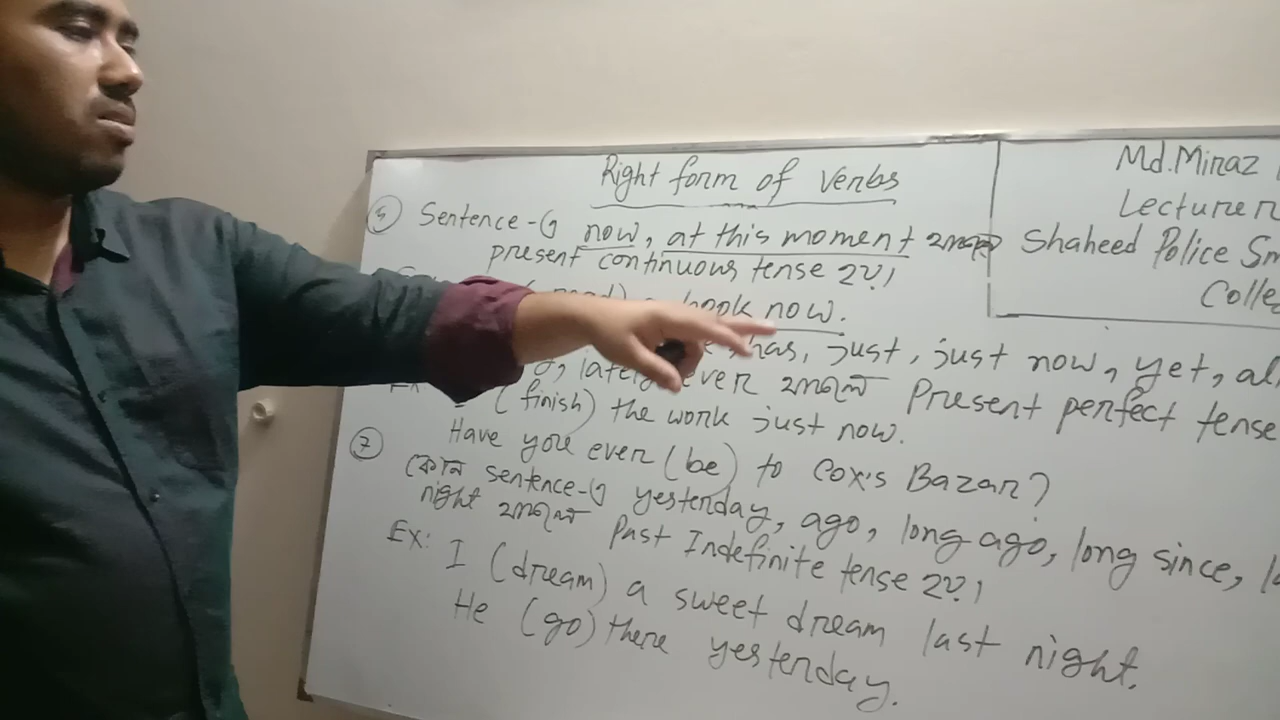 Right form of verbs
⑤ Sentence-এ now, at this moment থাকলে
present continuous tense হয়।
book now.
has, just, just now, yet, al
lately ever থাকলে Present perfect tense
(finish) the work just now.
Have you ever (be) to Cox's Bazar?
⑦ কোন sentence-এ yesterday, ago, long ago, long since,
night থাকলে Past Indefinite tense হয়।
Ex: I (dream) a sweet dream last night.
He (go) there yesterday.
Md. Miraz
Lecturer
Shaheed Police Sm
Colle